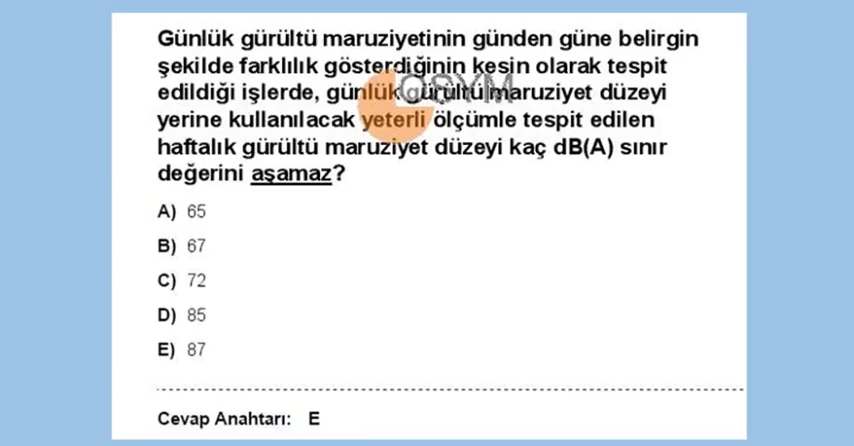 Günlük gürültü maruziyetinin günden güne belirgin
şekilde farklılık gösterdiğinin kesin olarak tespit
edildiği işlerde, günlük gürültü maruziyet düzeyi
yerine kullanılacak yeterli ölçümle tespit edilen
haftalık gürültü maruziyet düzeyi kaç dB(A) sınır
değerini aşamaz?
ÖSYM
A) 65
B) 67
C) 72
D) 85
E) 87
Cevap Anahtarı: E